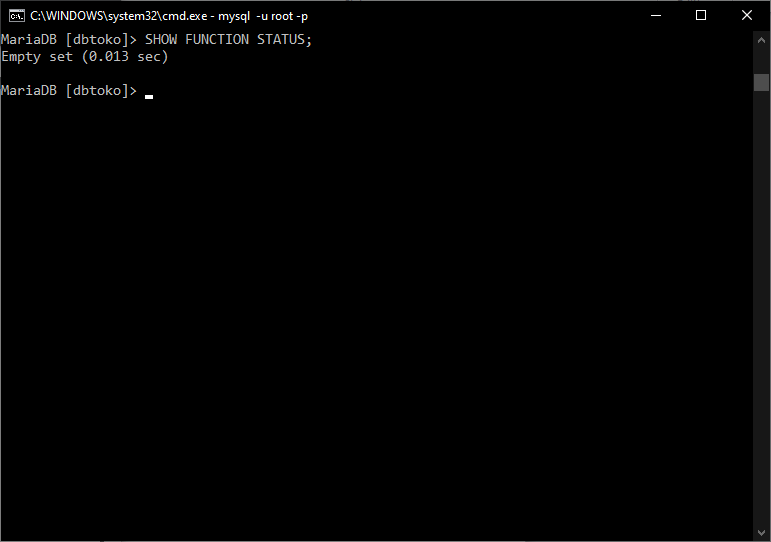 C:\WINDOWS\system32\cmd.exe - mysql  -u root -p
MariaDB [dbtoko]> SHOW FUNCTION STATUS;
Empty set (0.013 sec)
MariaDB [dbtoko]>